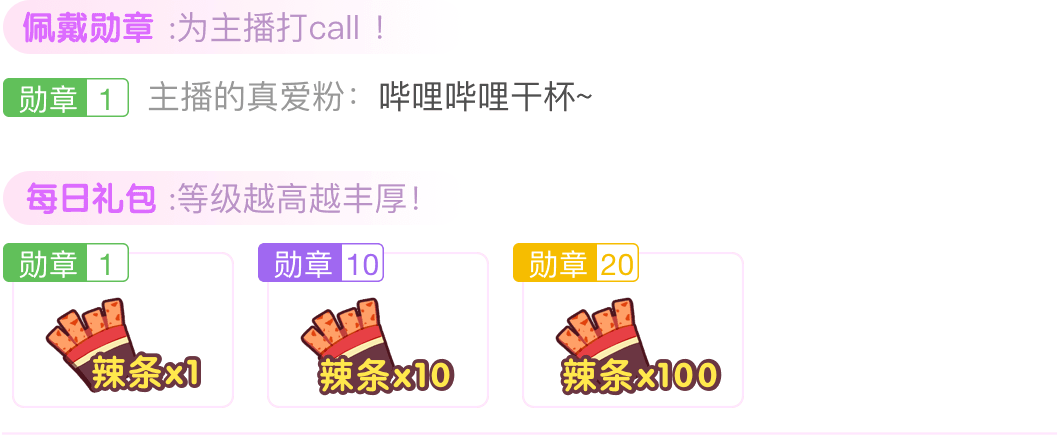 佩戴勋章 :为主播打call ！
勋章 1 主播的真爱粉：哔哩哔哩干杯~
每日礼包 :等级越高越丰厚！
勋章 1 勋章 10 勋章 20
辣条x1 辣条x10 辣条x100